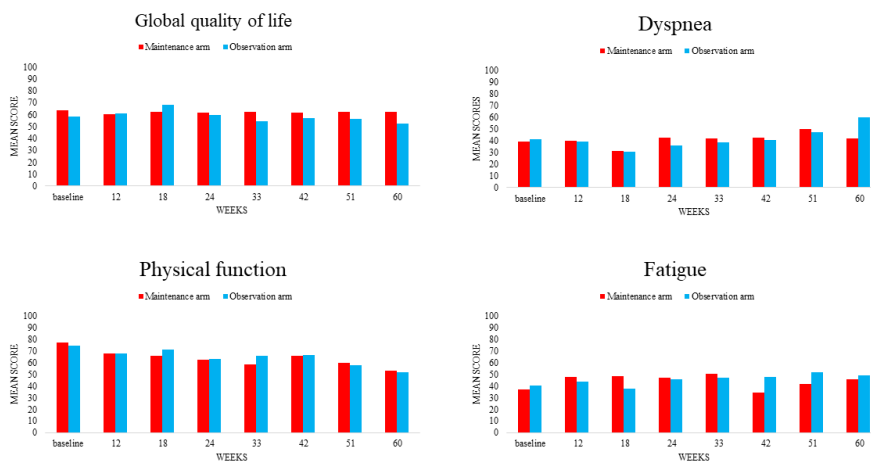 Global quality of life
Maintenance arm Observation arm
MEAN SCORE
100
90
80
70
60
50
40
30
20
10
0
baseline 12 18 24 33 42 51 60
WEEKS
Dyspnea
Maintenance arm Observation arm
MEAN SCORES
100
90
80
70
60
50
40
30
20
10
0
baseline 12 18 24 33 42 51 60
WEEKS
Physical function
Maintenance arm Observation arm
MEAN SCORE
100
90
80
70
60
50
40
30
20
10
0
baseline 12 18 24 33 42 51 60
WEEKS
Fatigue
Maintenance arm Observation arm
MEAN SCORE
100
90
80
70
60
50
40
30
20
10
0
baseline 12 18 24 33 42 51 60
WEEKS